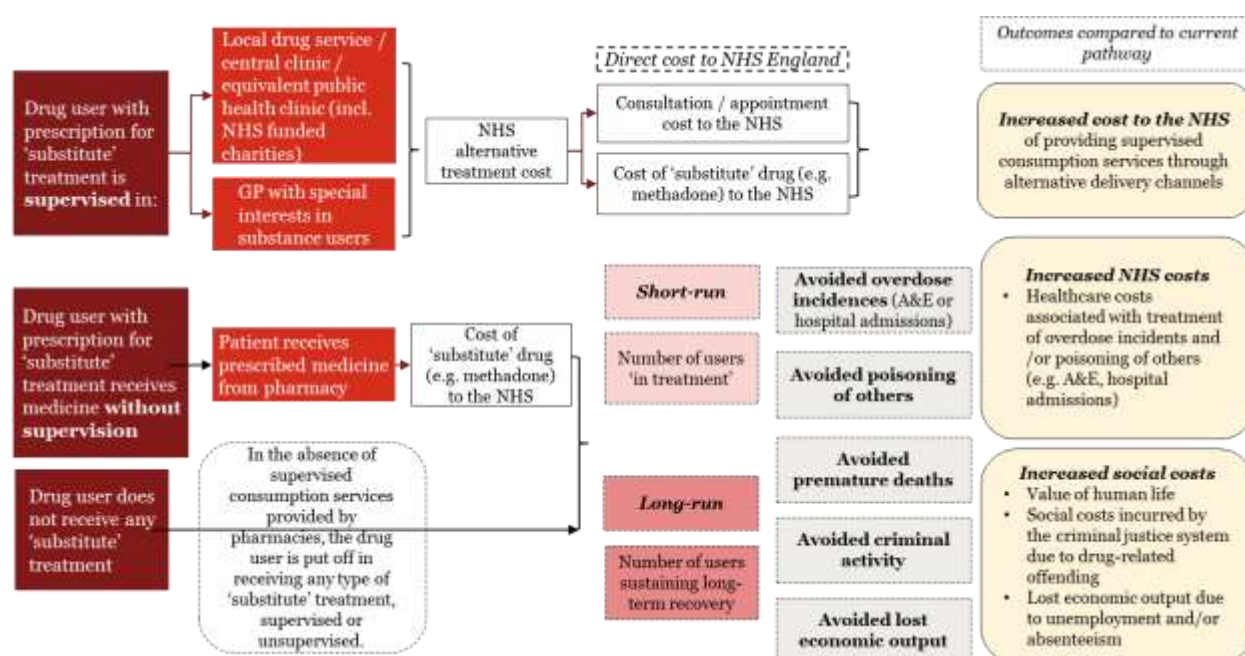 Drug user with
prescription for
'substitute'
treatment is
supervised in:
Local drug service /
central clinic /
equivalent public
health clinic (incl.
NHS funded
charities)
GP with special
interests in
substance users
NHS
alternative
treatment cost
Direct cost to NHS England
Consultation / appointment
cost to the NHS
Cost of 'substitute' drug (e.g.
methadone) to the NHS
Outcomes compared to current
pathway
Increased cost to the NHS
of providing supervised
consumption services through
alternative delivery channels
Drug user with
prescription for
'substitute'
treatment receives
medicine without
supervision
Patient receives
prescribed medicine
from pharmacy
Cost of
'substitute' drug
(e.g. methadone)
to the NHS
Drug user does
not receive any
'substitute'
treatment
In the absence of
supervised
consumption services
provided by
pharmacies, the drug
user is put off in
receiving any type of
'substitute' treatment,
supervised or
unsupervised.
Short-run
Number of users
'in treatment'
Long-run
Number of users
sustaining long-
term recovery
Avoided overdose
incidences (A&E or
hospital admissions)
Avoided poisoning
of others
Avoided
premature deaths
Avoided criminal
activity
Avoided lost
economic output
Increased NHS costs
• Healthcare costs
associated with treatment
of overdose incidents and
/or poisoning of others
(e.g. A&E, hospital
admissions)
Increased social costs
• Value of human life
• Social costs incurred by
the criminal justice system
due to drug-related
offending
• Lost economic output due
to unemployment and/or
absenteeism